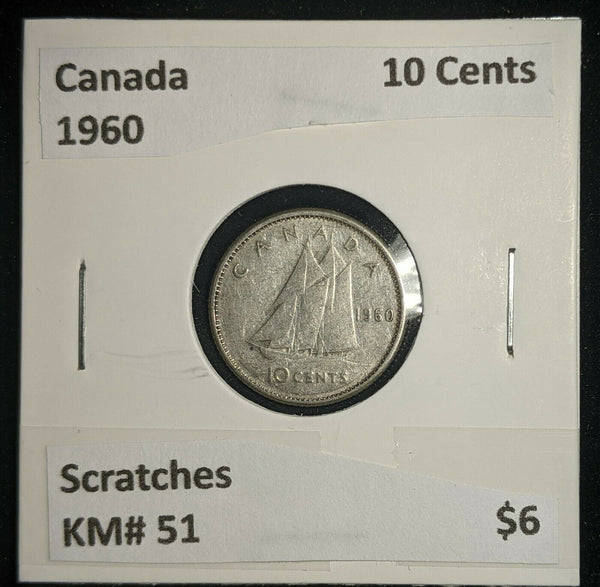 Canada 10 Cents
1960
CANADA
1960
10 CENTS
Scratches
KM# 51 $6